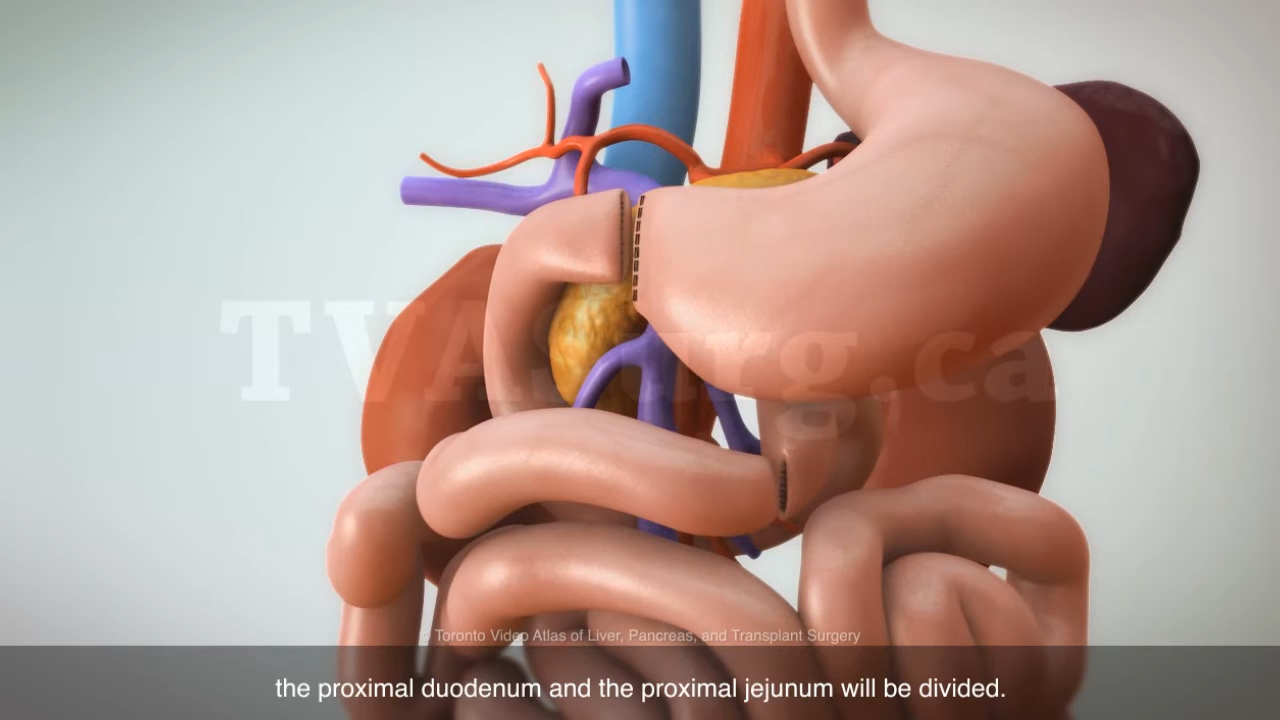 TVASurg.ca
© Toronto Video Atlas of Liver, Pancreas, and Transplant Surgery
the proximal duodenum and the proximal jejunum will be divided.